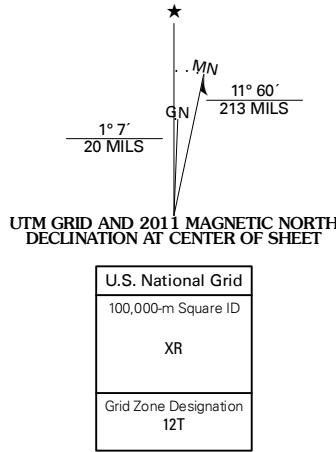 ★
MN
GN
11° 60´
213 MILS
1° 7´
20 MILS
UTM GRID AND 2011 MAGNETIC NORTH
DECLINATION AT CENTER OF SHEET
U.S. National Grid
100,000-m Square ID
XR
Grid Zone Designation
12T